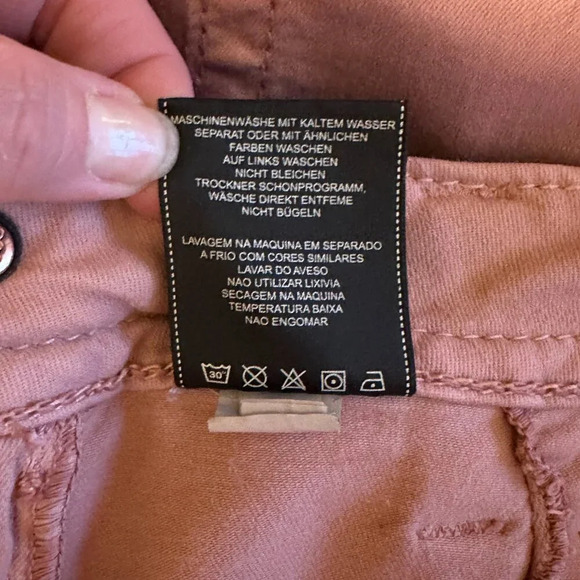 MASCHINENWÄSHE MIT KALTEM WASSER
SEPARAT ODER MIT ÄHNLICHEN
FARBEN WASCHEN
AUF LINKS WASCHEN
NICHT BLEICHEN
TROCKNER SCHONPROGRAMM,
WÄSCHE DIREKT ENTFEME
NICHT BÜGELN
LAVAGEM NA MAQUINA EM SEPARADO
A FRIO COM CORES SIMILARES
LAVAR DO AVESO
NAO UTILIZAR LIXIVIA
SECAGEM NA MAQUINA
TEMPERATURA BAIXA
NAO ENGOMAR
30°